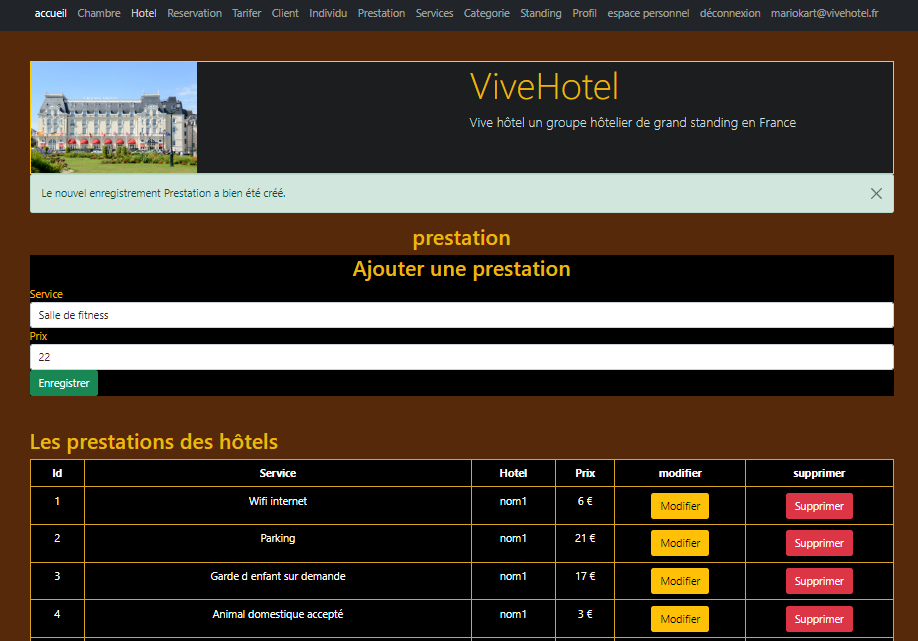 accueil Chambre Hotel Reservation Tarifer Client Individu Prestation Services Categorie Standing Profil espace personnel déconnexion mariokart@vivehotel.fr
ViveHotel
Vive hôtel un groupe hôtelier de grand standing en France
Le nouvel enregistrement Prestation a bien été créé.
prestation
Ajouter une prestation
Service
Salle de fitness
Prix
22
Enregistrer
Les prestations des hôtels
Id Service Hotel Prix modifier supprimer
1 Wifi internet nom1 6 € Modifier Supprimer
2 Parking nom1 21 € Modifier Supprimer
3 Garde d enfant sur demande nom1 17 € Modifier Supprimer
4 Animal domestique accepté nom1 3 € Modifier Supprimer